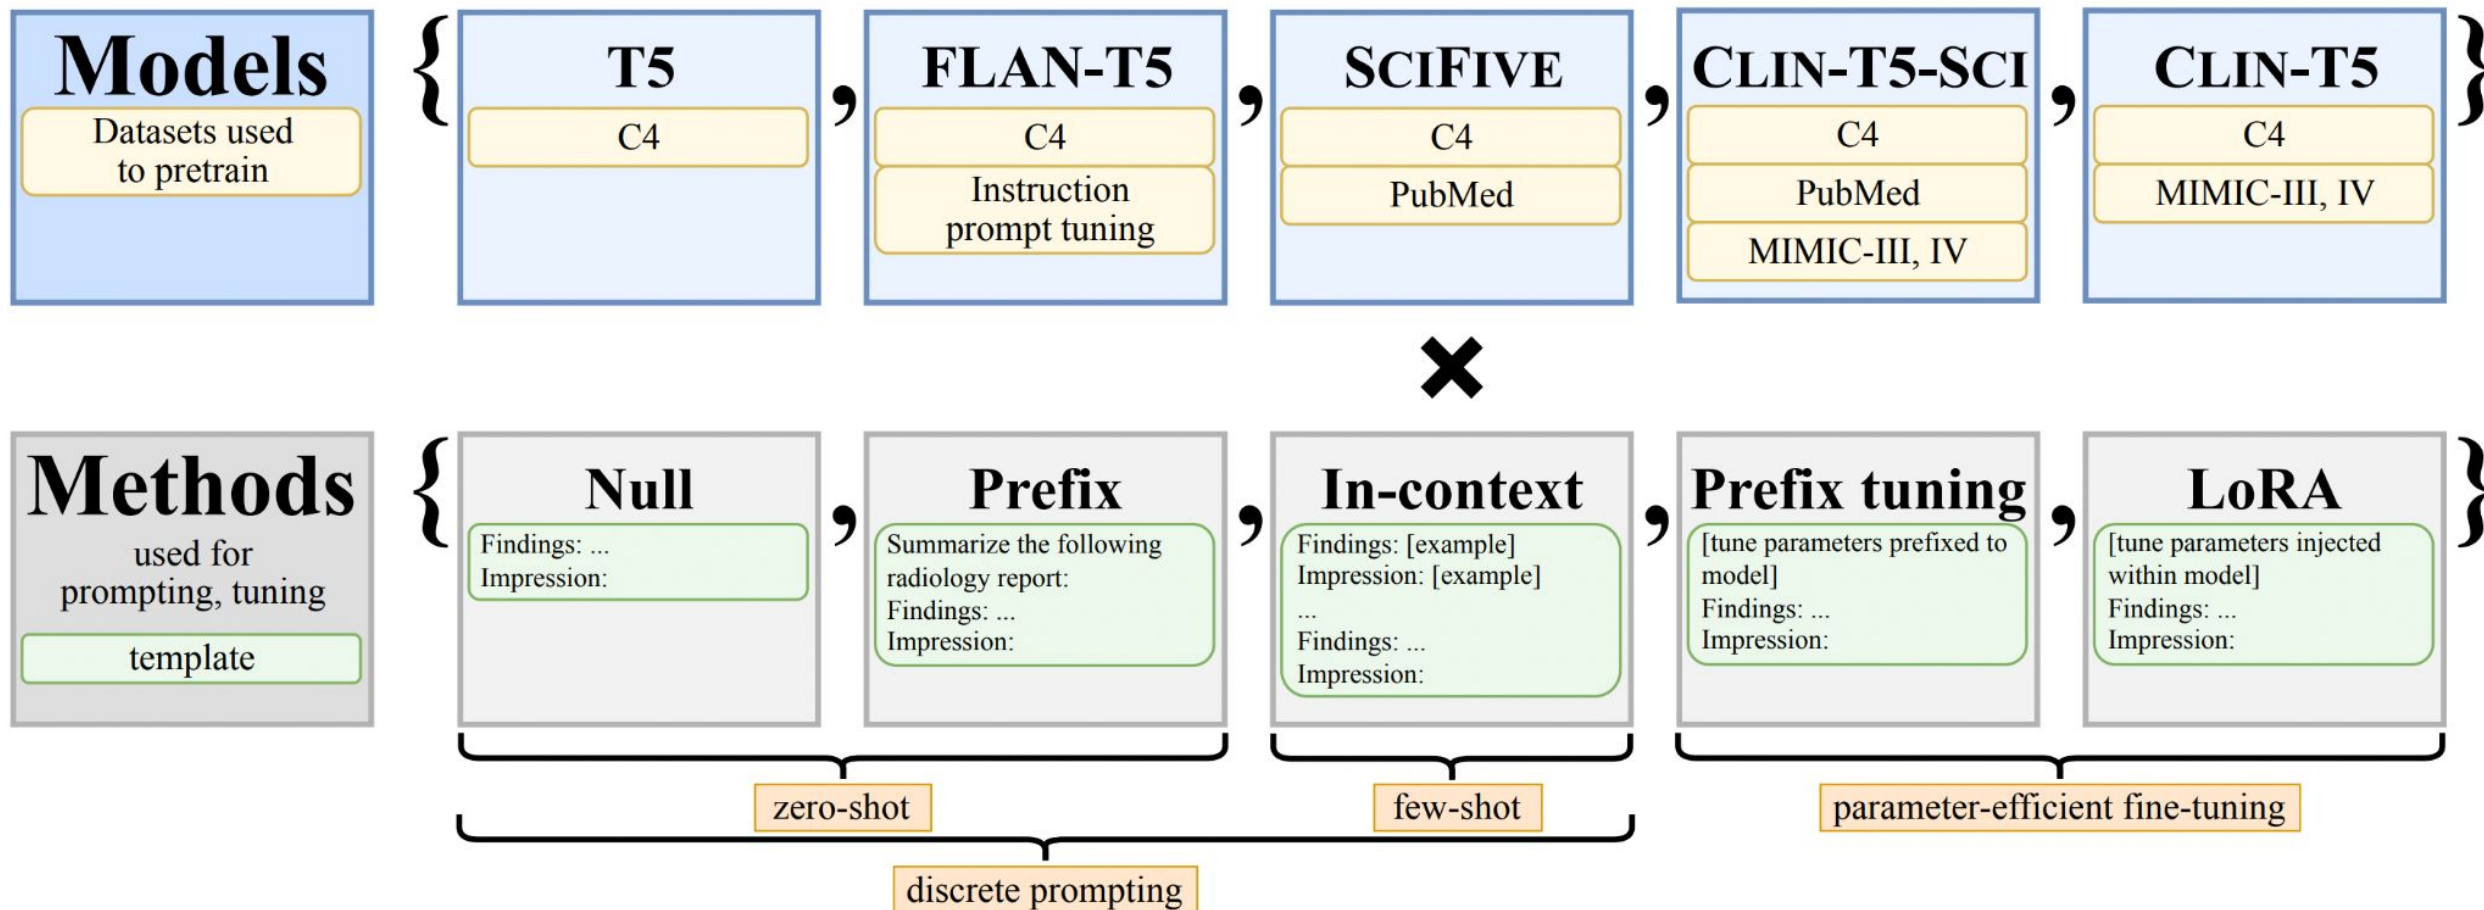 Models
Datasets used
to pretrain
{
T5
C4
,
FLAN-T5
C4
Instruction
prompt tuning
,
SCIFIVE
C4
PubMed
,
CLIN-T5-SCI
C4
PubMed
MIMIC-III, IV
,
CLIN-T5
C4
MIMIC-III, IV
}
×
Methods
used for
prompting, tuning
template
{
Null
Findings: ...
Impression:
,
Prefix
Summarize the following
radiology report:
Findings: ...
Impression:
,
In-context
Findings: [example]
Impression: [example]
...
Findings: ...
Impression:
,
Prefix tuning
[tune parameters prefixed to
model]
Findings: ...
Impression:
,
LoRA
[tune parameters injected
within model]
Findings: ...
Impression:
}
zero-shot
few-shot
parameter-efficient fine-tuning
discrete prompting